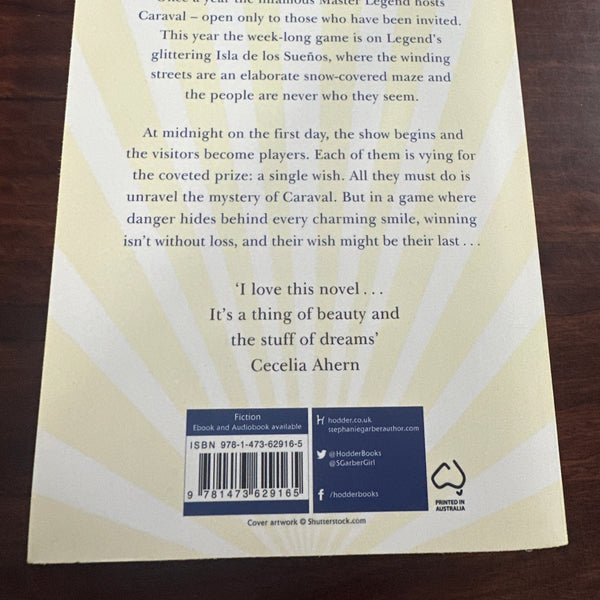 Once a year the infamous Master Legend hosts
Caraval – open only to those who have been invited.
This year the week-long game is on Legend's
glittering Isla de los Sueños, where the winding
streets are an elaborate snow-covered maze and
the people are never who they seem.
At midnight on the first day, the show begins and
the visitors become players. Each of them is vying for
the coveted prize: a single wish. All they must do is
unravel the mystery of Caraval. But in a game where
danger hides behind every charming smile, winning
isn't without loss, and their wish might be their last . . .
'I love this novel . . .
It's a thing of beauty and
the stuff of dreams'
Cecelia Ahern
Fiction
Ebook and Audiobook available
ISBN 978-1-473-62916-5
9 781473 629165
hodder.co.uk
stephaniegarberauthor.com
@HodderBooks
@SGarberGirl
/hodderbooks
PRINTED IN
AUSTRALIA
Cover artwork © Shutterstock.com